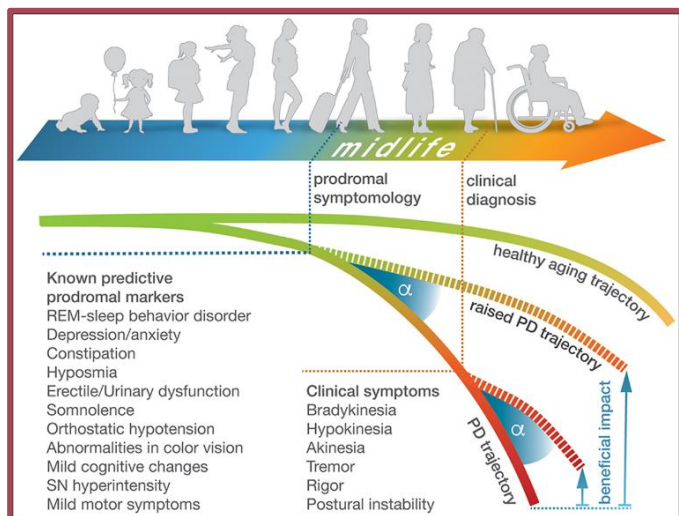 midlife
prodromal
symptomology
clinical
diagnosis
healthy aging trajectory
raised PD trajectory
PD trajectory
α
α
beneficial impact
Known predictive
prodromal markers
REM-sleep behavior disorder
Depression/anxiety
Constipation
Hyposmia
Erectile/Urinary dysfunction
Somnolence
Orthostatic hypotension
Abnormalities in color vision
Mild cognitive changes
SN hyperintensity
Mild motor symptoms
Clinical symptoms
Bradykinesia
Hypokinesia
Akinesia
Tremor
Rigor
Postural instability